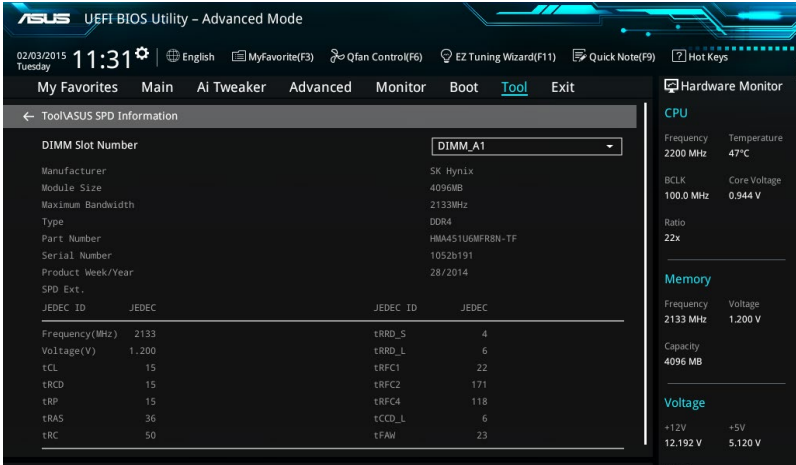 ASUS UEFI BIOS Utility – Advanced Mode
02/03/2015 Tuesday 11:31 English MyFavorite(F3) Qfan Control(F6) EZ Tuning Wizard(F11) Quick Note(F9) ? Hot Keys
My Favorites Main Ai Tweaker Advanced Monitor Boot Tool Exit
← Tool\ASUS SPD Information
DIMM Slot Number DIMM_A1
Manufacturer SK Hynix
Module Size 4096MB
Maximum Bandwidth 2133MHz
Type DDR4
Part Number HMA451U6MFR8N-TF
Serial Number 1052b191
Product Week/Year 28/2014
SPD Ext.
JEDEC ID JEDEC JEDEC ID JEDEC
Frequency(MHz) 2133 tRRD_S 4
Voltage(V) 1.200 tRRD_L 6
tCL 15 tRFC1 22
tRCD 15 tRFC2 171
tRP 15 tRFC4 118
tRAS 36 tCCD_L 6
tRC 50 tFAW 23
Hardware Monitor
CPU
Frequency Temperature
2200 MHz 47°C
BCLK Core Voltage
100.0 MHz 0.944 V
Ratio
22x
Memory
Frequency Voltage
2133 MHz 1.200 V
Capacity
4096 MB
Voltage
+12V +5V
12.192 V 5.120 V